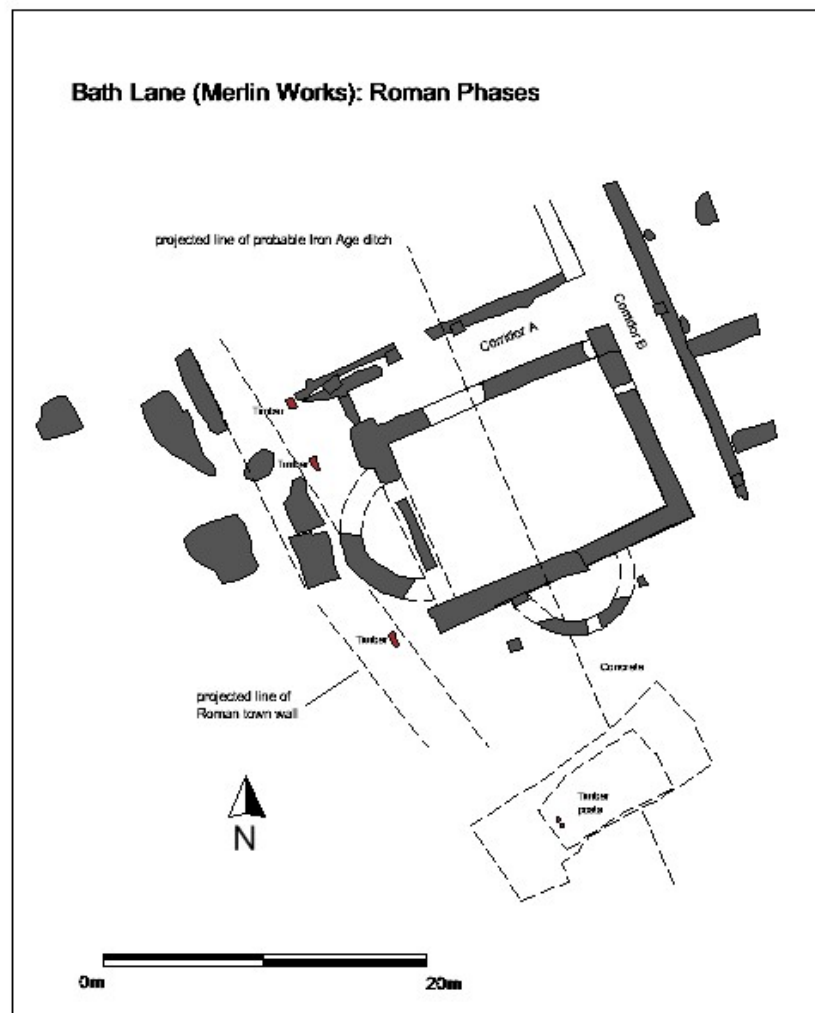 Bath Lane (Merlin Works): Roman Phases
projected line of probable Iron Age ditch
Corridor A
Corridor B
Timber
Timber
Timber
Concrete
projected line of
Roman town wall
Timber
posts
N
0m
20m